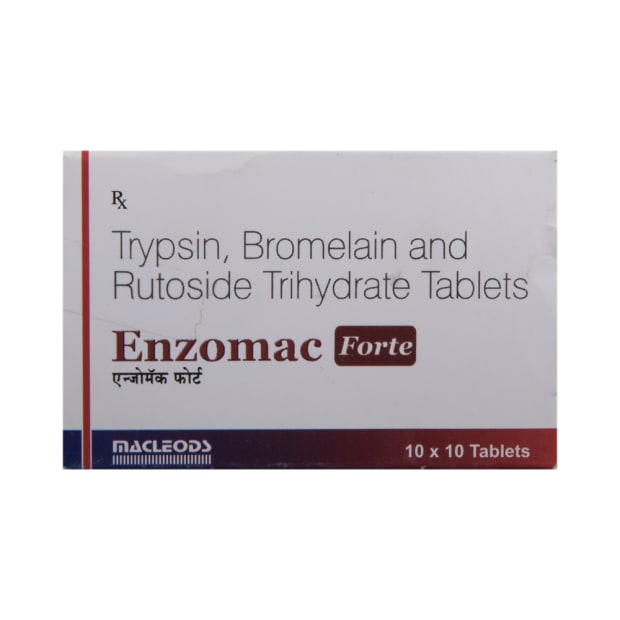 Rx
Trypsin, Bromelain and
Rutoside Trihydrate Tablets
Enzomac Forte
एन्जोमॅक फोर्ट
MACLEODS
10 x 10 Tablets